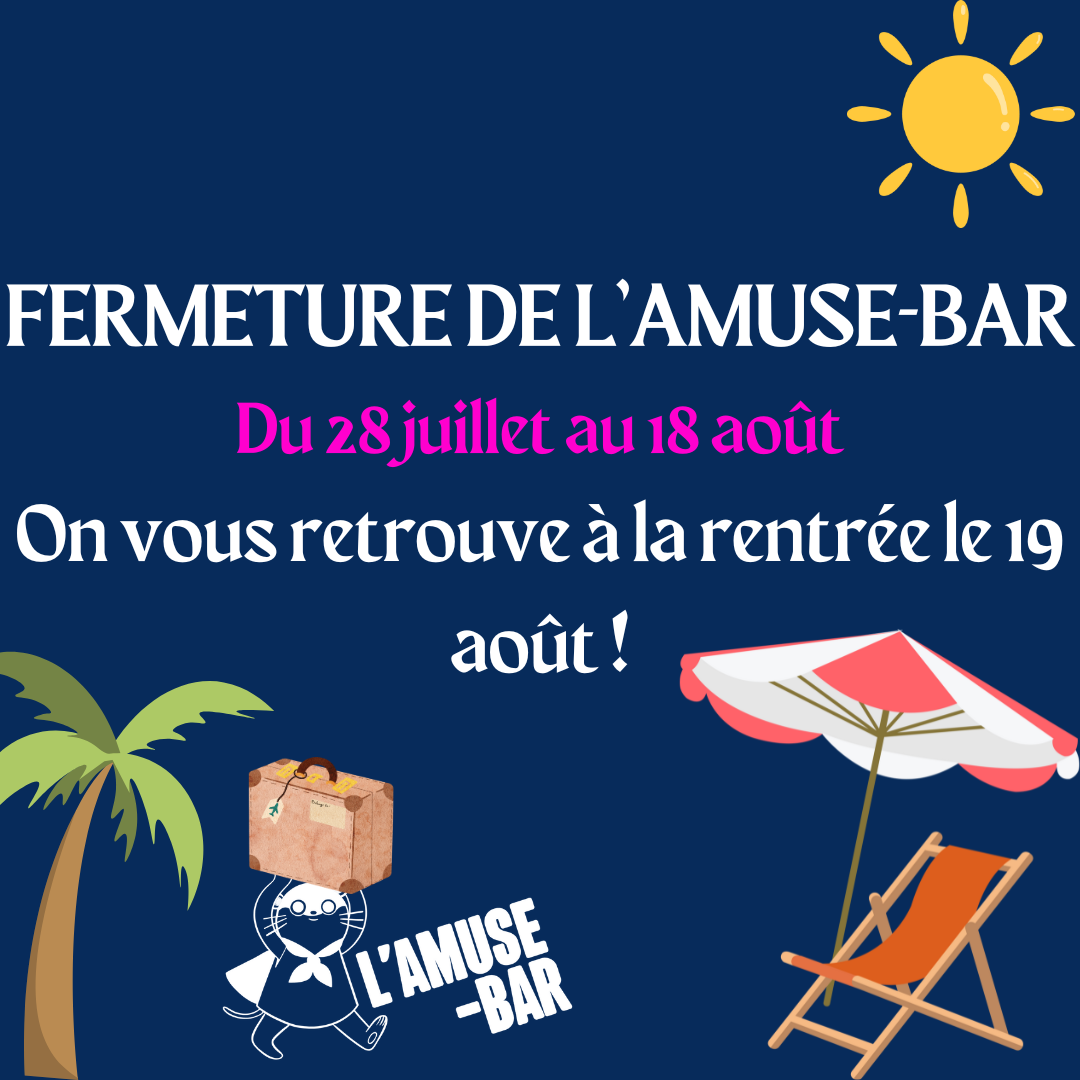 FERMETURE DE L'AMUSE-BAR
Du 28 juillet au 18 août
On vous retrouve à la rentrée le 19
août !
L'AMUSE
-BAR